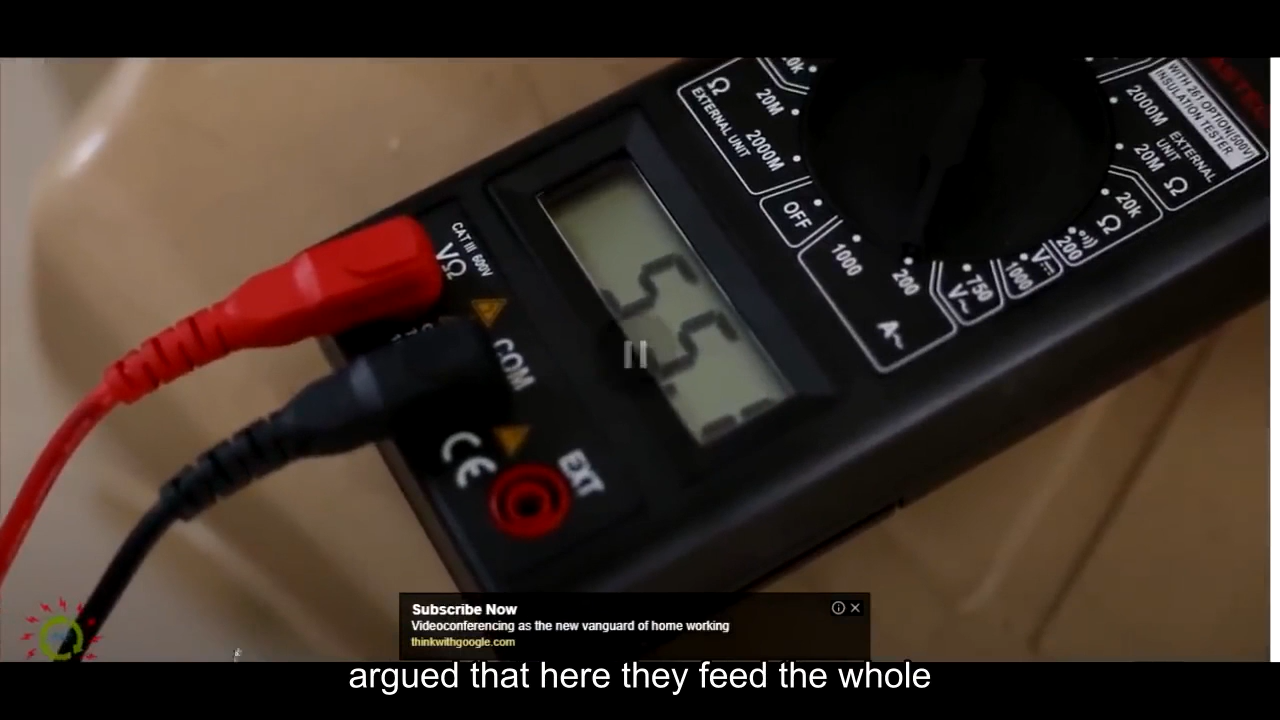 .0k
Ω
EXTERNAL UNIT
20M
2000M
OFF
1000
200
A~
750
V~
1000
V
200
Ω
20k
EXTERNAL
UNIT
Ω
20M
2000M
WITH 261 OPTION(500V)
INSULATION TESTER
CAT III 600V
VΩ
COM
CE
EXT
Subscribe Now
Videoconferencing as the new vanguard of home working
thinkwithgoogle.com
argued that here they feed the whole